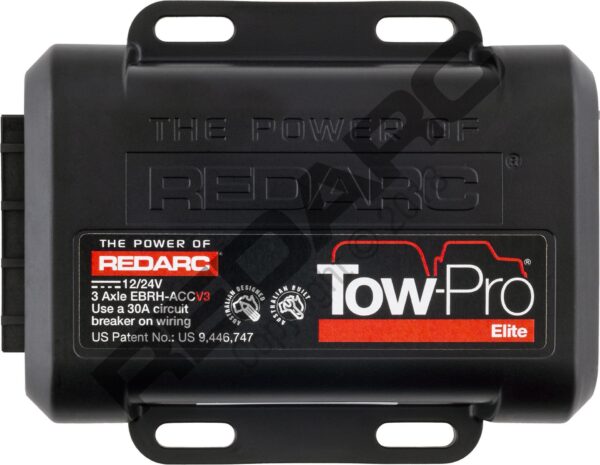 THE POWER OF
REDARC®
THE POWER OF
REDARC®
12/24V
3 Axle EBRH-ACCV3
Use a 30A circuit
breaker on wiring
US Patent No.: US 9,446,747
AUSTRALIAN DESIGNED
AUSTRALIAN BUILT
Tow-Pro®
Elite
REDARC